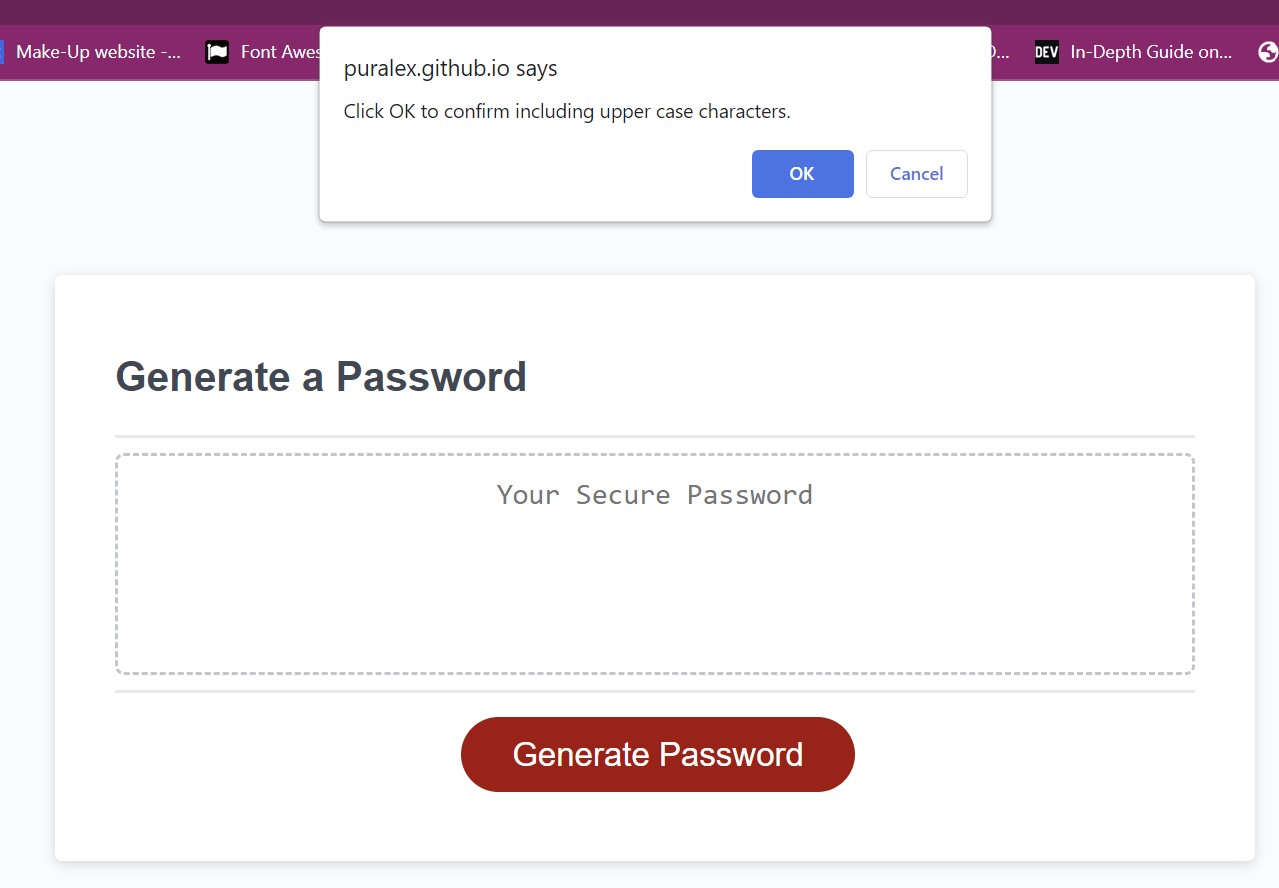 Make-Up website -...
Font Awes
...
DEV In-Depth Guide on...
puralex.github.io says
Click OK to confirm including upper case characters.
OK Cancel
Generate a Password
Your Secure Password
Generate Password